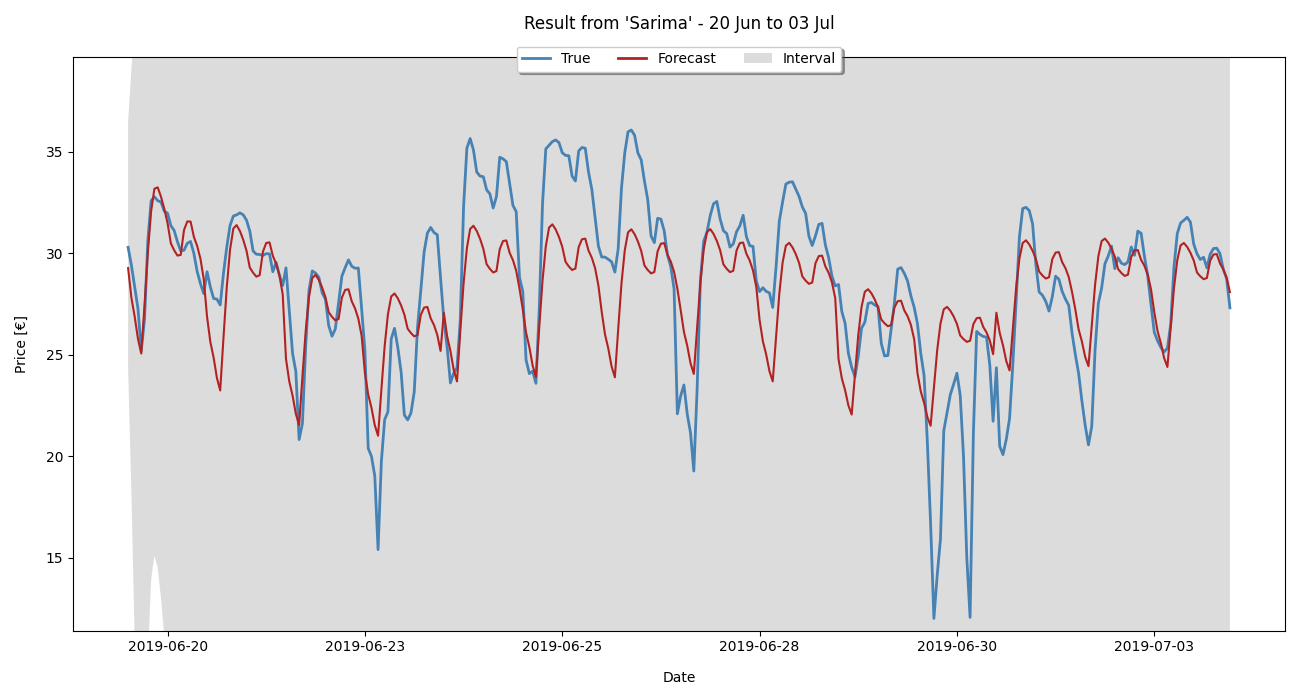 Result from 'Sarima' - 20 Jun to 03 Jul
True Forecast Interval
Price [€]
35
30
25
20
15
2019-06-20 2019-06-23 2019-06-25 2019-06-28 2019-06-30 2019-07-03
Date